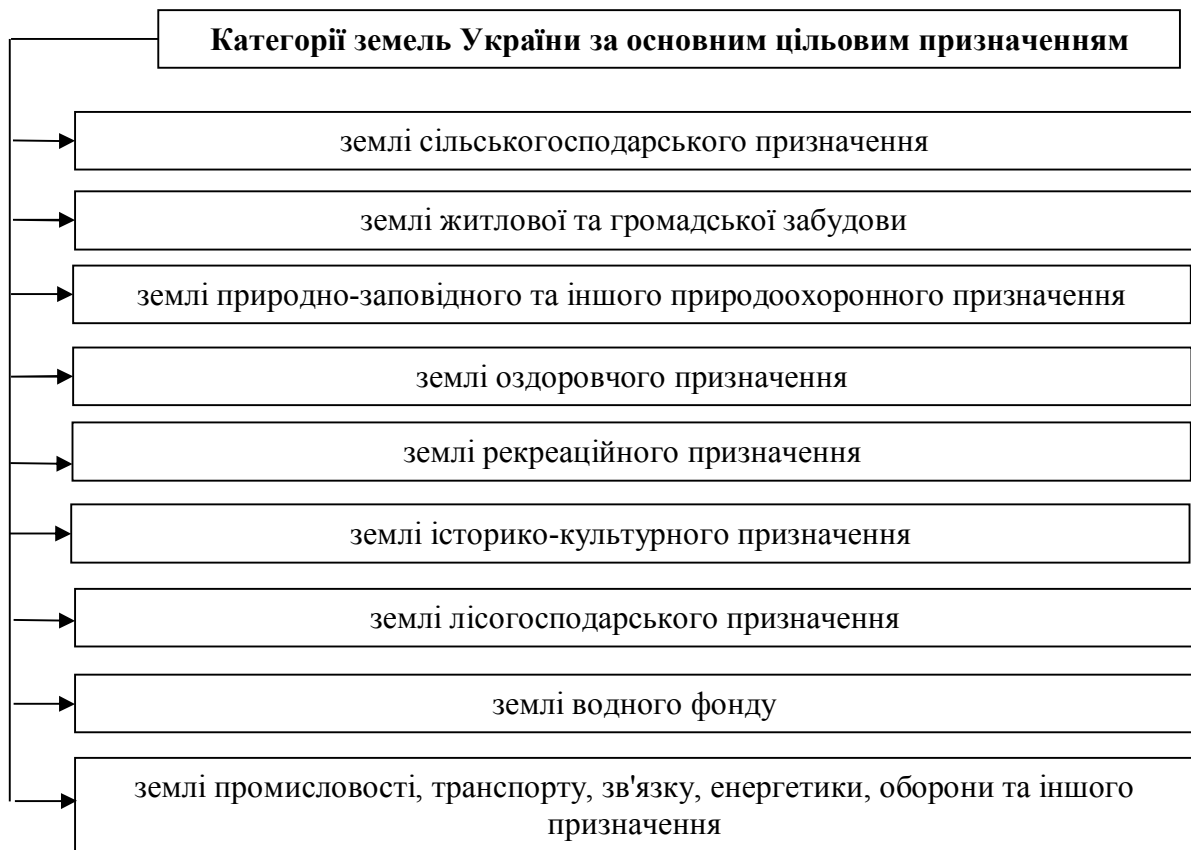 Категорії земель України за основним цільовим призначенням
землі сільськогосподарського призначення
землі житлової та громадської забудови
землі природно-заповідного та іншого природоохоронного призначення
землі оздоровчого призначення
землі рекреаційного призначення
землі історико-культурного призначення
землі лісогосподарського призначення
землі водного фонду
землі промисловості, транспорту, зв'язку, енергетики, оборони та іншого
призначення